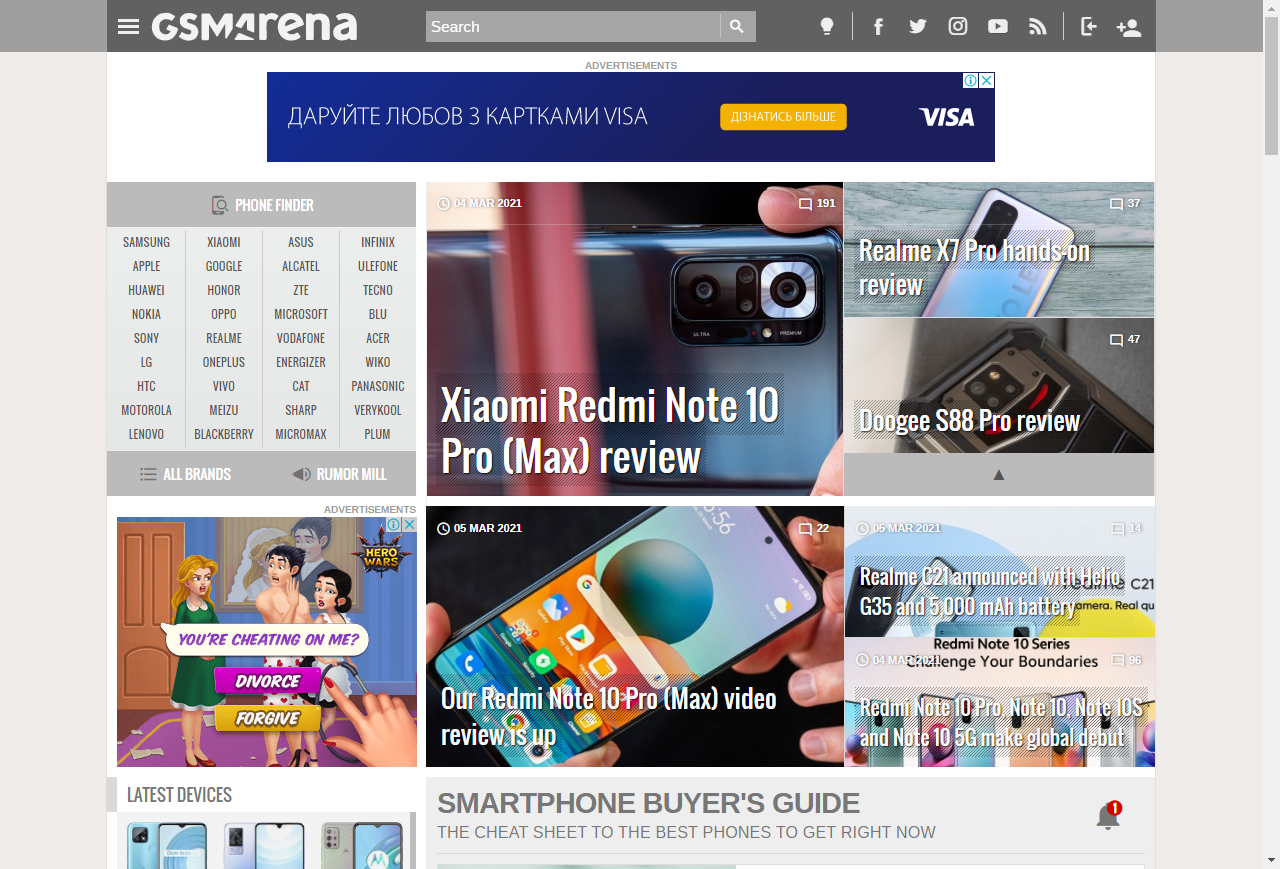 GSMArena
Search
ADVERTISEMENTS
ДАРУЙТЕ ЛЮБОВ З КАРТКАМИ VISA
ДІЗНАТИСЬ БІЛЬШЕ
VISA
PHONE FINDER
SAMSUNG XIAOMI ASUS INFINIX
APPLE GOOGLE ALCATEL ULEFONE
HUAWEI HONOR ZTE TECNO
NOKIA OPPO MICROSOFT BLU
SONY REALME VODAFONE ACER
LG ONEPLUS ENERGIZER WIKO
HTC VIVO CAT PANASONIC
MOTOROLA MEIZU SHARP VERYKOOL
LENOVO BLACKBERRY MICROMAX PLUM
ALL BRANDS RUMOR MILL
04 MAR 2021 191
ULTRA PREMIUM
Xiaomi Redmi Note 10
Pro (Max) review
37
Realme X7 Pro hands-on
review
47
Doogee S88 Pro review
ADVERTISEMENTS
HERO
WARS
YOU'RE CHEATING ON ME?
DIVORCE
FORGIVE
05 MAR 2021 22
Our Redmi Note 10 Pro (Max) video
review is up
05 MAR 2021 14
Realme C21 announced with Helio
G35 and 5,000 mAh battery
Redmi Note 10 Series
04 MAR 2021 96
Challenge Your Boundaries
Redmi Note 10 Pro, Note 10, Note 10S
and Note 10 5G make global debut
LATEST DEVICES
SMARTPHONE BUYER'S GUIDE
THE CHEAT SHEET TO THE BEST PHONES TO GET RIGHT NOW
1